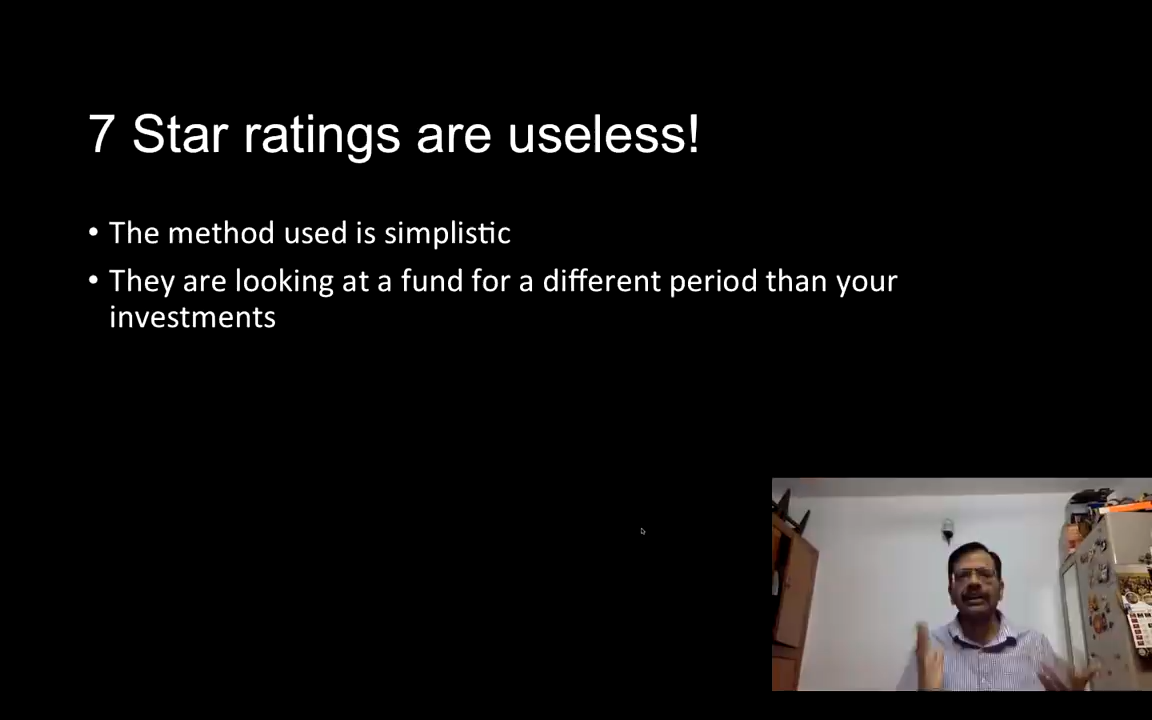 7 Star ratings are useless!
• The method used is simplistic
• They are looking at a fund for a different period than your
investments